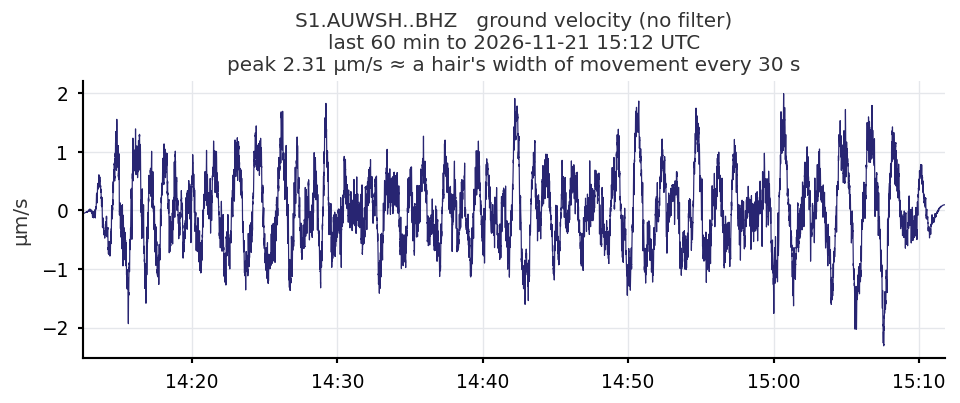 S1.AUWSH..BHZ   ground velocity (no filter)
last 60 min to 2026-11-21 15:12 UTC
peak 2.31 µm/s ≈ a hair's width of movement every 30 s
2
1
0
−1
−2
µm/s
14:20
14:30
14:40
14:50
15:00
15:10